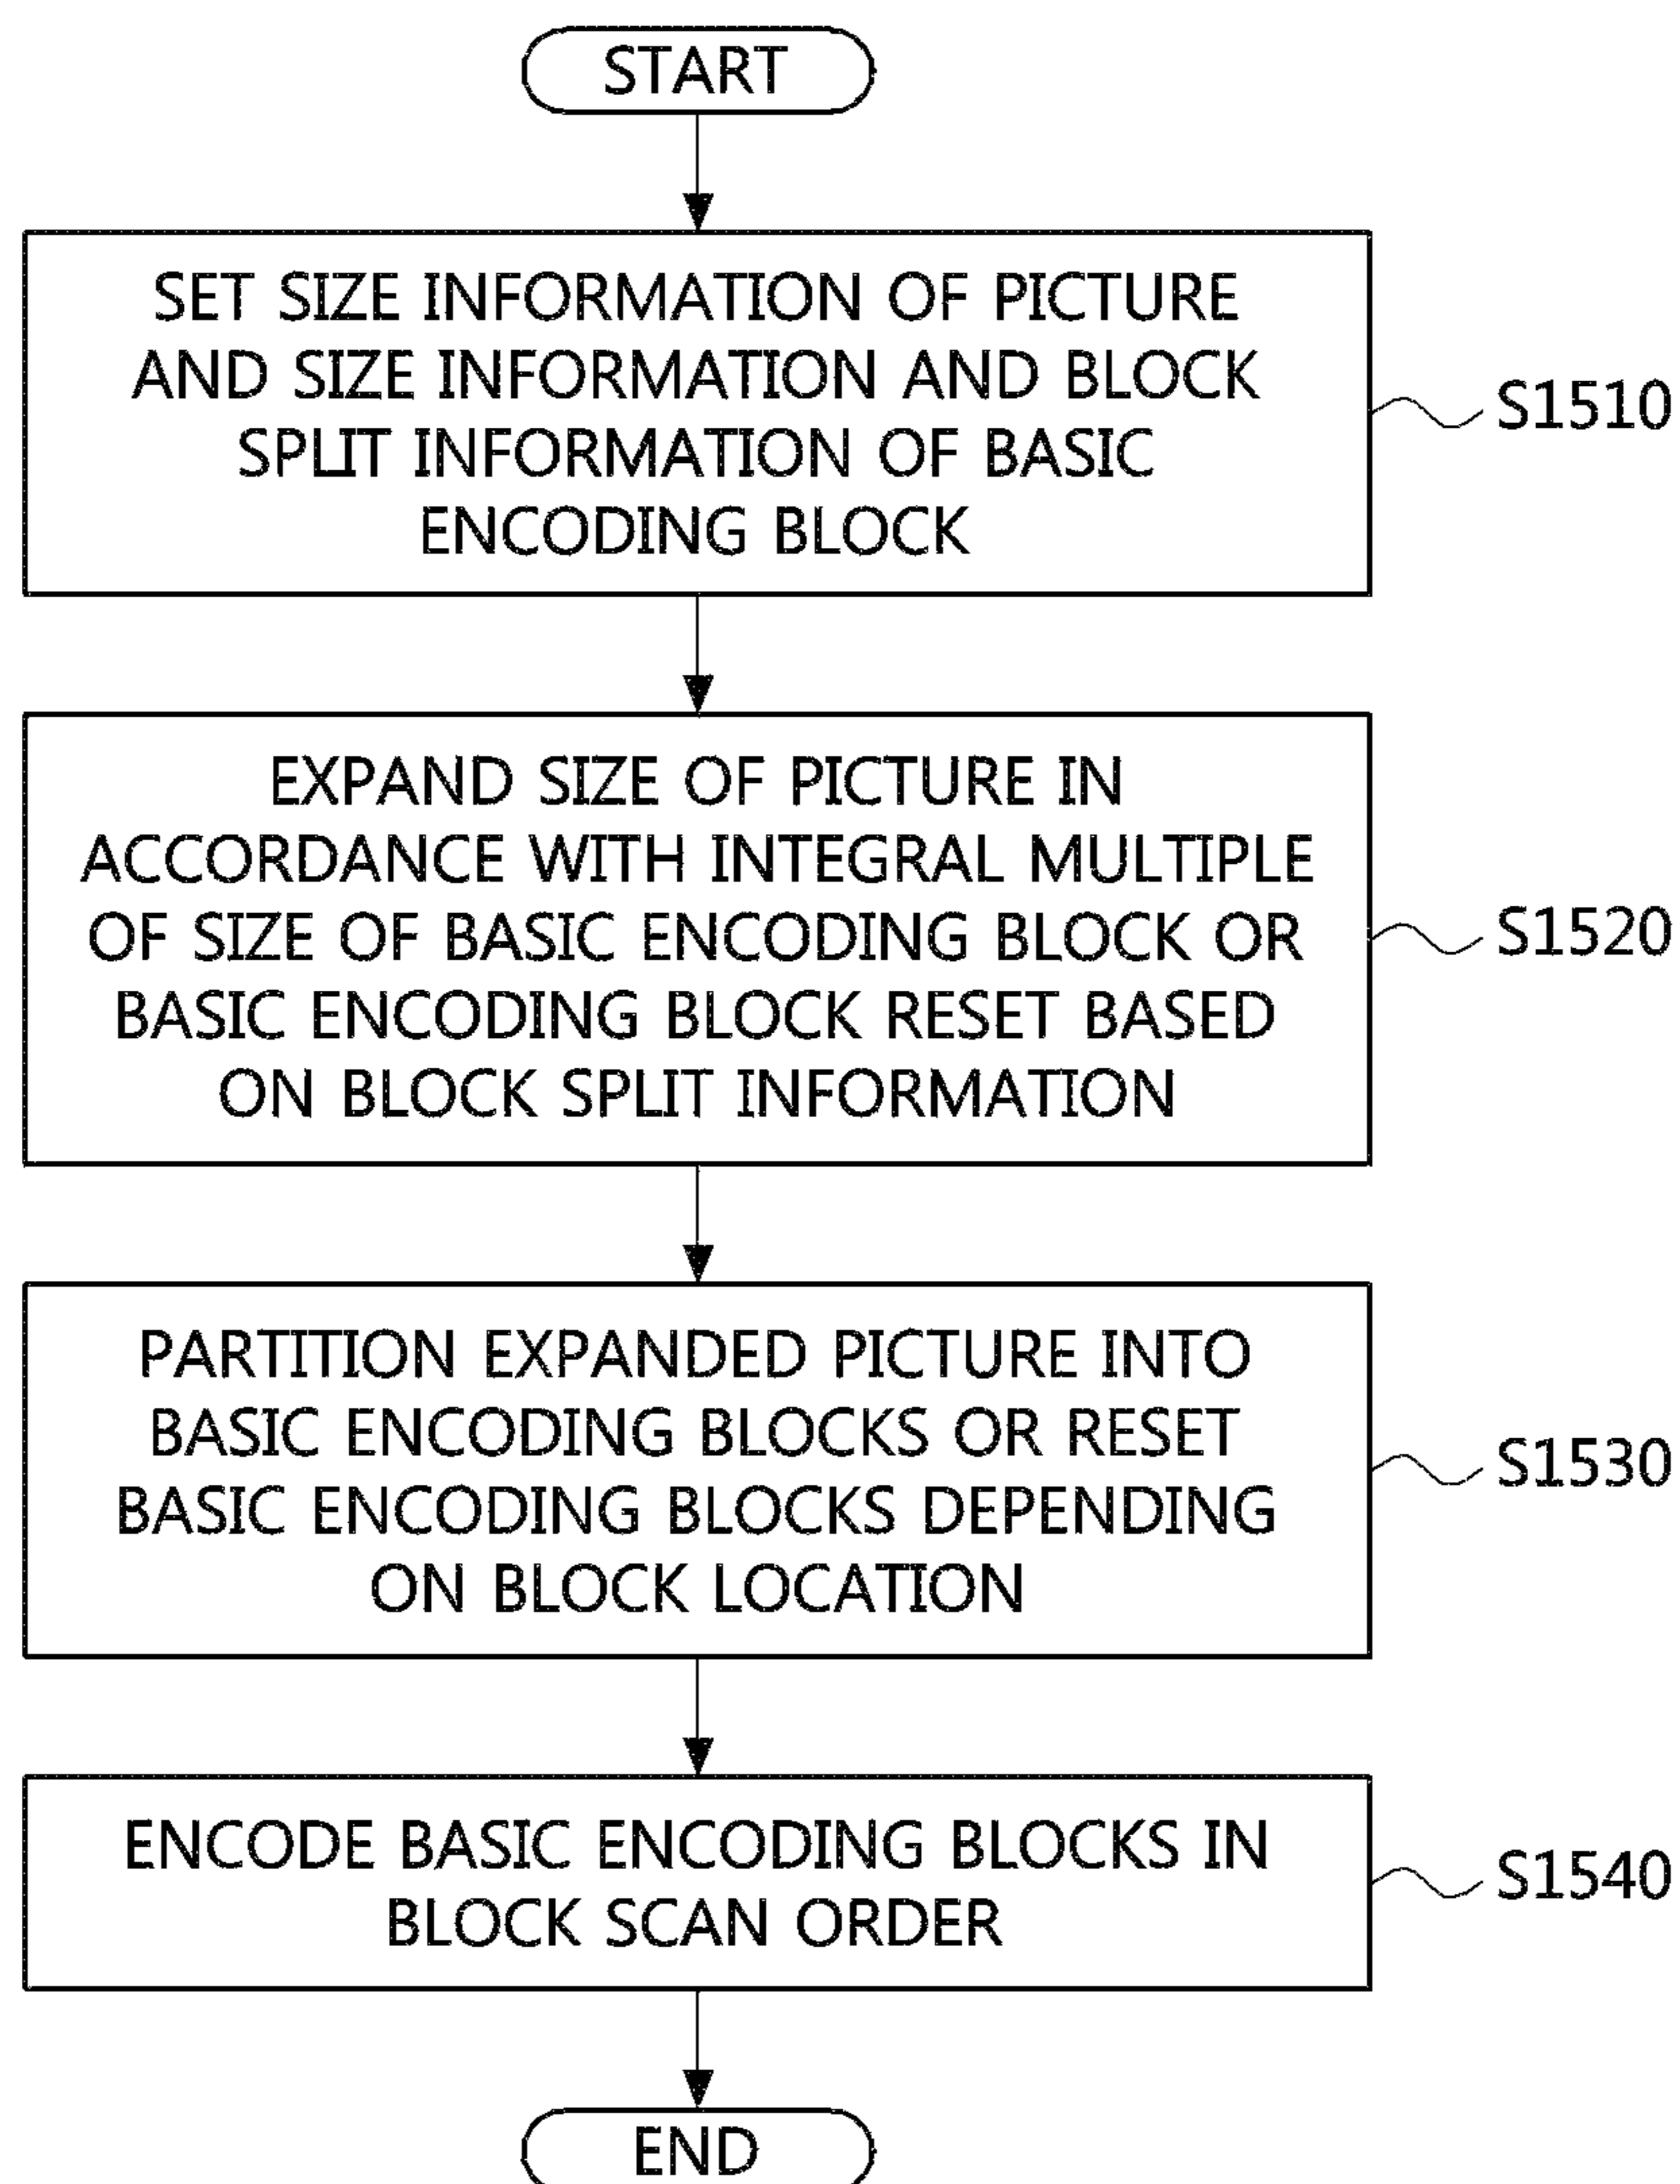 START
SET SIZE INFORMATION OF PICTURE
AND SIZE INFORMATION AND BLOCK
SPLIT INFORMATION OF BASIC
ENCODING BLOCK
S1510
EXPAND SIZE OF PICTURE IN
ACCORDANCE WITH INTEGRAL MULTIPLE
OF SIZE OF BASIC ENCODING BLOCK OR
BASIC ENCODING BLOCK RESET BASED
ON BLOCK SPLIT INFORMATION
S1520
PARTITION EXPANDED PICTURE INTO
BASIC ENCODING BLOCKS OR RESET
BASIC ENCODING BLOCKS DEPENDING
ON BLOCK LOCATION
S1530
ENCODE BASIC ENCODING BLOCKS IN
BLOCK SCAN ORDER
S1540
END